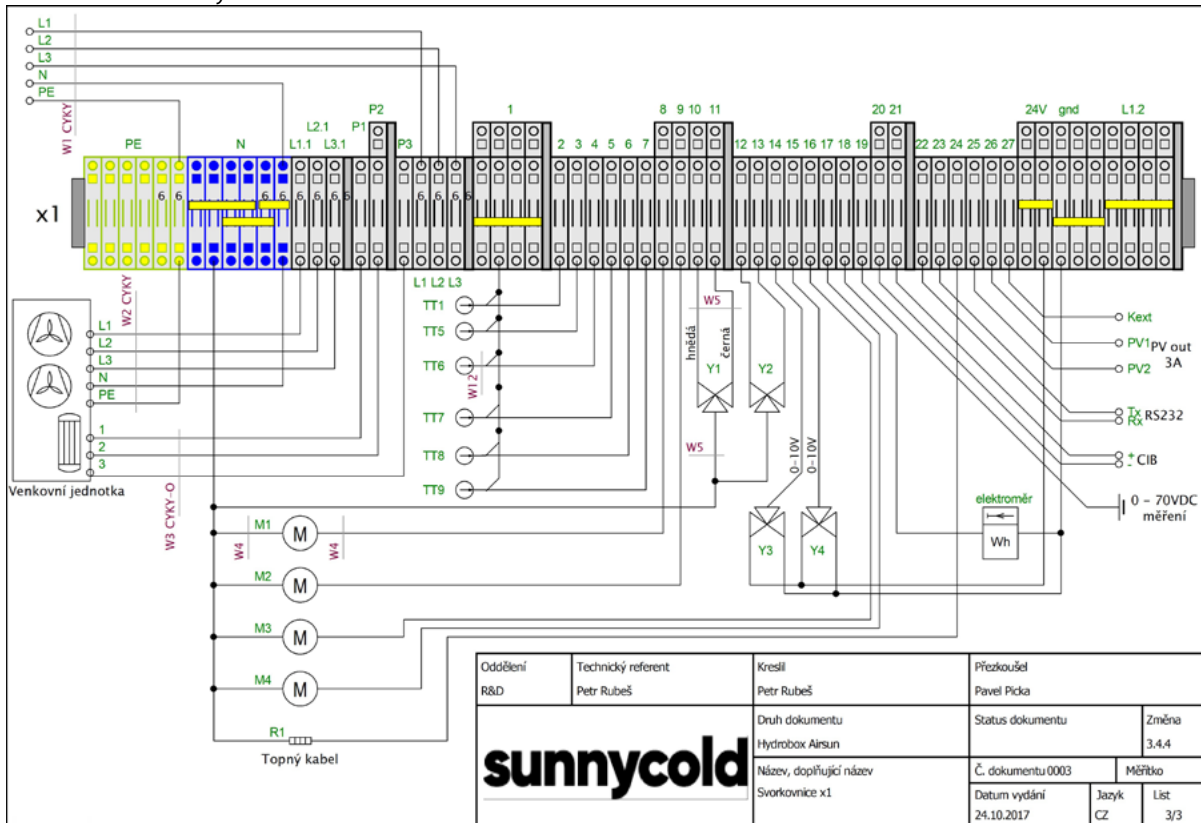 L1
L2
L3
N
PE
W1 CYKY
PE
N
L1.1
L2.1
L3.1
P1
P2
P3
1
2 3 4 5 6 7
8 9 10 11
12 13 14 15 16 17 18 19
20 21
22 23 24 25 26 27
24V gnd L1.2
6 6 6 6 6 6 6 6 6 6 6
x1
W2 CYKY
L1
L2
L3
N
PE
1
2
3
Venkovní jednotka
W3 CYKY-O
L1 L2 L3
TT1
TT5
TT6
W12
TT7
TT8
TT9
W5
hnědá
černá
Y1
Y2
W5
0-10V
0-10V
Y3
Y4
elektroměr
Wh
Kext
PV1
PV out
3A
PV2
Tx
Rx
RS232
+
-
CIB
0 – 70VDC
měření
M1
M
W4
W4
M2
M
M3
M
M4
M
R1
Topný kabel
Oddělení
R&D
Technický referent
Petr Rubeš
Kreslil
Petr Rubeš
Přezkoušel
Pavel Picka
sunnycold
Druh dokumentu
Hydrobox Airsun
Status dokumentu
Změna
3.4.4
Název, doplňující název
Svorkovnice x1
Č. dokumentu 0003
Měřítko
Datum vydání
24.10.2017
Jazyk
CZ
List
3/3